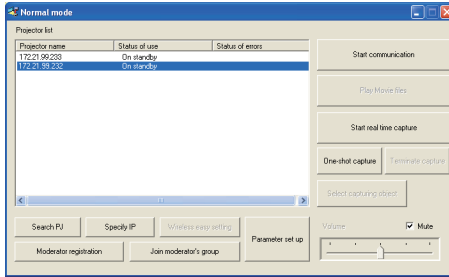 Normal mode
Projector list
Projector name Status of use Status of errors
172.21.99.233 On standby
172.21.99.232 On standby
Start communication
Play Movie files
Start real time capture
One-shot capture Terminate capture
Select capturing object
Search PJ Specify IP Wireless easy setting Parameter set up
Moderator registration Join moderator's group
Volume Mute